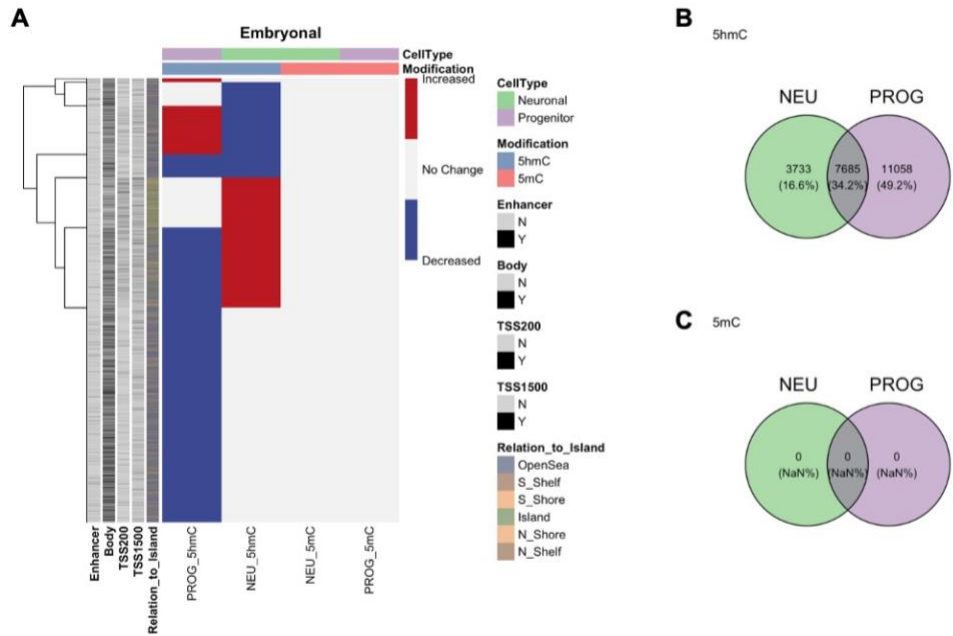 A
Embryonal
CellType
Modification
Increased
No Change
Decreased
Enhancer
Body
TSS200
TSS1500
Relation_to_Island
PROG_5hmC
NEU_5hmC
NEU_5mC
PROG_5mC
CellType
Neuronal
Progenitor
Modification
5hmC
5mC
Enhancer
N
Y
Body
N
Y
TSS200
N
Y
TSS1500
N
Y
Relation_to_Island
OpenSea
S_Shelf
S_Shore
Island
N_Shore
N_Shelf
B
5hmC
NEU PROG
3733 7685 11058
(16.6%) (34.2%) (49.2%)
C
5mC
NEU PROG
0 0 0
(NaN%) (NaN%) (NaN%)